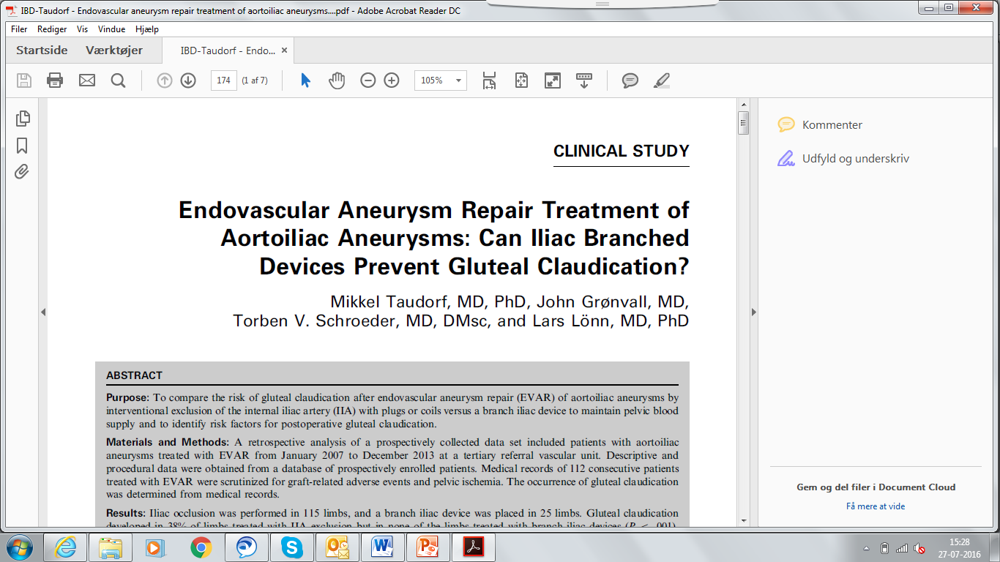 IBD-Taudorf - Endovascular aneurysm repair treatment of aortoiliac aneurysms....pdf - Adobe Acrobat Reader DC
Filer Rediger Vis Vindue Hjælp
Startside Værktøjer IBD-Taudorf - Endo... ×
174 (1 af 7) 105%
Kommenter
Udfyld og underskriv
CLINICAL STUDY
Endovascular Aneurysm Repair Treatment of
Aortoiliac Aneurysms: Can Iliac Branched
Devices Prevent Gluteal Claudication?
Mikkel Taudorf, MD, PhD, John Grønvall, MD,
Torben V. Schroeder, MD, DMsc, and Lars Lönn, MD, PhD
ABSTRACT
Purpose: To compare the risk of gluteal claudication after endovascular aneurysm repair (EVAR) of aortoiliac aneurysms by
interventional exclusion of the internal iliac artery (IIA) with plugs or coils versus a branch iliac device to maintain pelvic blood
supply and to identify risk factors for postoperative gluteal claudication.
Materials and Methods: A retrospective analysis of a prospectively collected data set included patients with aortoiliac
aneurysms treated with EVAR from January 2007 to December 2013 at a tertiary referral vascular unit. Descriptive and
procedural data were obtained from a database of prospectively enrolled patients. Medical records of 112 consecutive patients
treated with EVAR were scrutinized for graft-related adverse events and pelvic ischemia. The occurrence of gluteal claudication
was determined from medical records.
Results: Iliac occlusion was performed in 115 limbs, and a branch iliac device was placed in 25 limbs. Gluteal claudication
developed in 38% of limbs treated with IIA exclusion but in none of the limbs treated with branch iliac devices (P < .001).
Gem og del filer i Document Cloud
Få mere at vide
15:28
27-07-2016